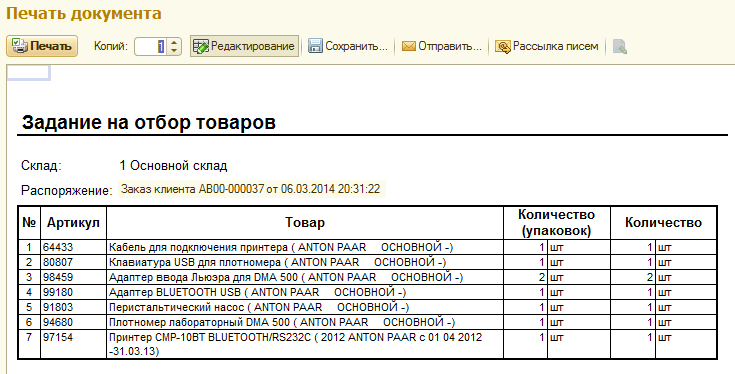 Печать документа
Печать Копий: 1 Редактирование Сохранить... Отправить... Рассылка писем
Задание на отбор товаров
Склад: 1 Основной склад
Распоряжение: Заказ клиента АВ00-000037 от 06.03.2014 20:31:22
№ Артикул Товар Количество (упаковок) Количество
1 64433 Кабель для подключения принтера ( ANTON PAAR ОСНОВНОЙ -) 1 шт 1 шт
2 80807 Клавиатура USB для плотномера ( ANTON PAAR ОСНОВНОЙ -) 1 шт 1 шт
3 98459 Адаптер ввода Льюэра для DMA 500 ( ANTON PAAR ОСНОВНОЙ -) 2 шт 2 шт
4 99180 Адаптер BLUETOOTH USB ( ANTON PAAR ОСНОВНОЙ -) 1 шт 1 шт
5 91803 Перистальтический насос ( ANTON PAAR ОСНОВНОЙ -) 1 шт 1 шт
6 94680 Плотномер лабораторный DMA 500 ( ANTON PAAR ОСНОВНОЙ -) 1 шт 1 шт
7 97154 Принтер CMP-10BT BLUETOOTH/RS232C ( 2012 ANTON PAAR с 01 04 2012 1 шт 1 шт
-31.03.13)